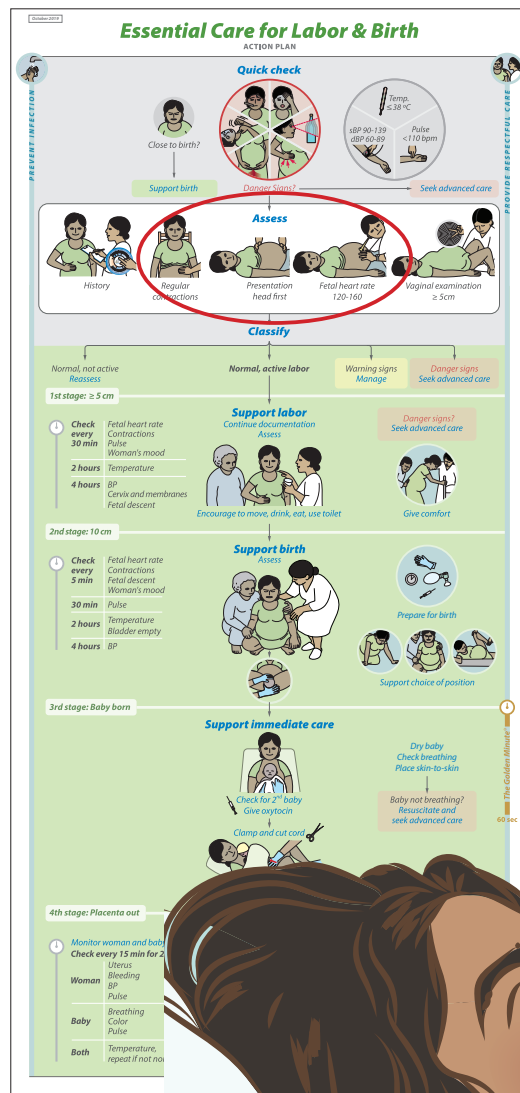 October 2019
Essential Care for Labor & Birth
ACTION PLAN
PREVENT INFECTION
PROVIDE RESPECTFUL CARE
Quick check
Close to birth?
Temp.
≤38 ºC
sBP 90-139
dBP 60-89
Pulse
<110 bpm
Support birth
Danger Signs?
Seek advanced care
Assess
History
Regular
contractions
Presentation
head first
Fetal heart rate
120-160
Vaginal examination
≥ 5cm
Classify
Normal, not active
Reassess
Normal, active labor
Warning signs
Manage
Danger signs
Seek advanced care
1st stage: ≥ 5 cm
Check
every
30 min
Fetal heart rate
Contractions
Pulse
Woman's mood
2 hours
Temperature
4 hours
BP
Cervix and membranes
Fetal descent
Support labor
Continue documentation
Assess
Encourage to move, drink, eat, use toilet
Danger signs?
Seek advanced care
Give comfort
2nd stage: 10 cm
Check
every
5 min
Fetal heart rate
Contractions
Fetal descent
Woman's mood
30 min
Pulse
2 hours
Temperature
Bladder empty
4 hours
BP
Support birth
Assess
Prepare for birth
Support choice of position
3rd stage: Baby born
Support immediate care
Check for 2nd baby
Give oxytocin
Clamp and cut cord
Dry baby
Check breathing
Place skin-to-skin
Baby not breathing?
Resuscitate and
seek advanced care
The Golden Minute®
60 sec
4th stage: Placenta out
Monitor woman and baby
Check every 15 min for 2
Woman
Uterus
Bleeding
BP
Pulse
Baby
Breathing
Color
Pulse
Both
Temperature,
repeat if not